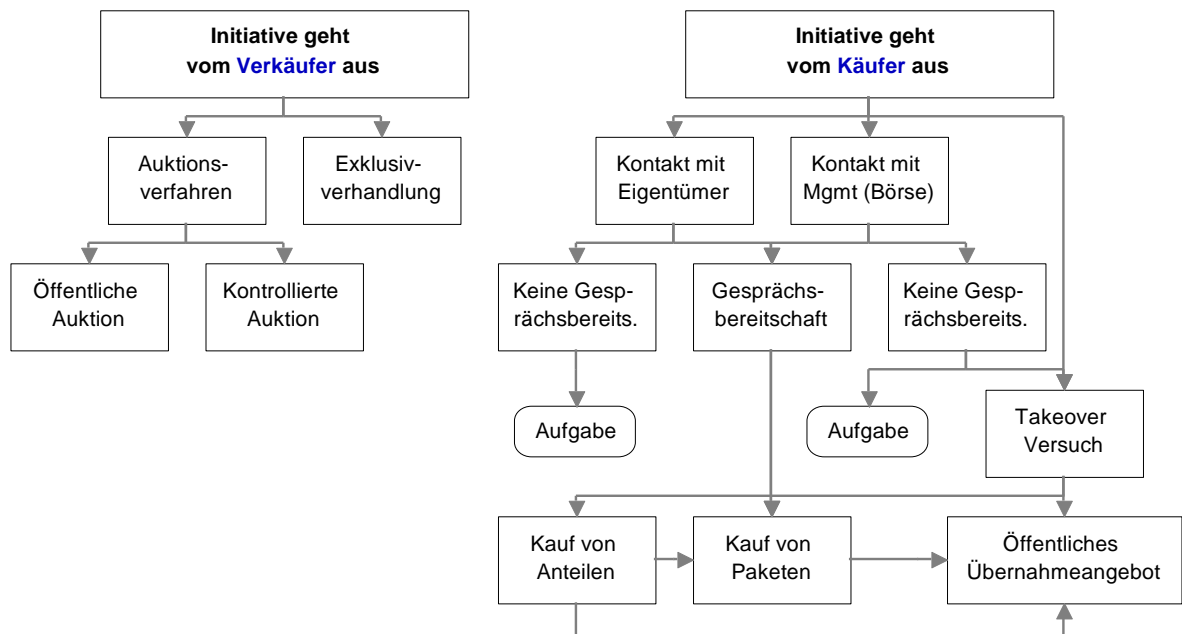 Initiative geht
vom Verkäufer aus
Initiative geht
vom Käufer aus
Auktions-
verfahren
Exklusiv-
verhandlung
Kontakt mit
Eigentümer
Kontakt mit
Mgmt (Börse)
Öffentliche
Auktion
Kontrollierte
Auktion
Keine Gesp-
rächsbereits.
Gesprächs-
bereitschaft
Keine Gesp-
rächsbereits.
Aufgabe
Aufgabe
Takeover
Versuch
Kauf von
Anteilen
Kauf von
Paketen
Öffentliches
Übernahmeangebot